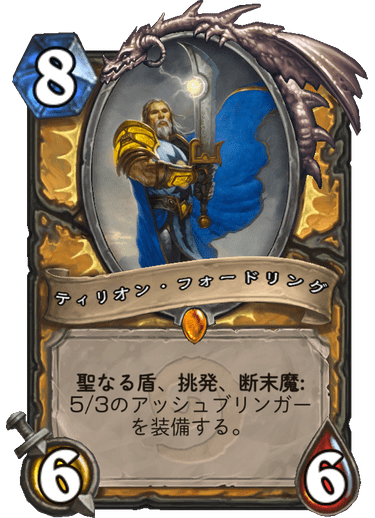 8
ティリオン・フォードリング
聖なる盾、挑発、断末魔:
5/3のアッシュブリンガー
を装備する。
6
6